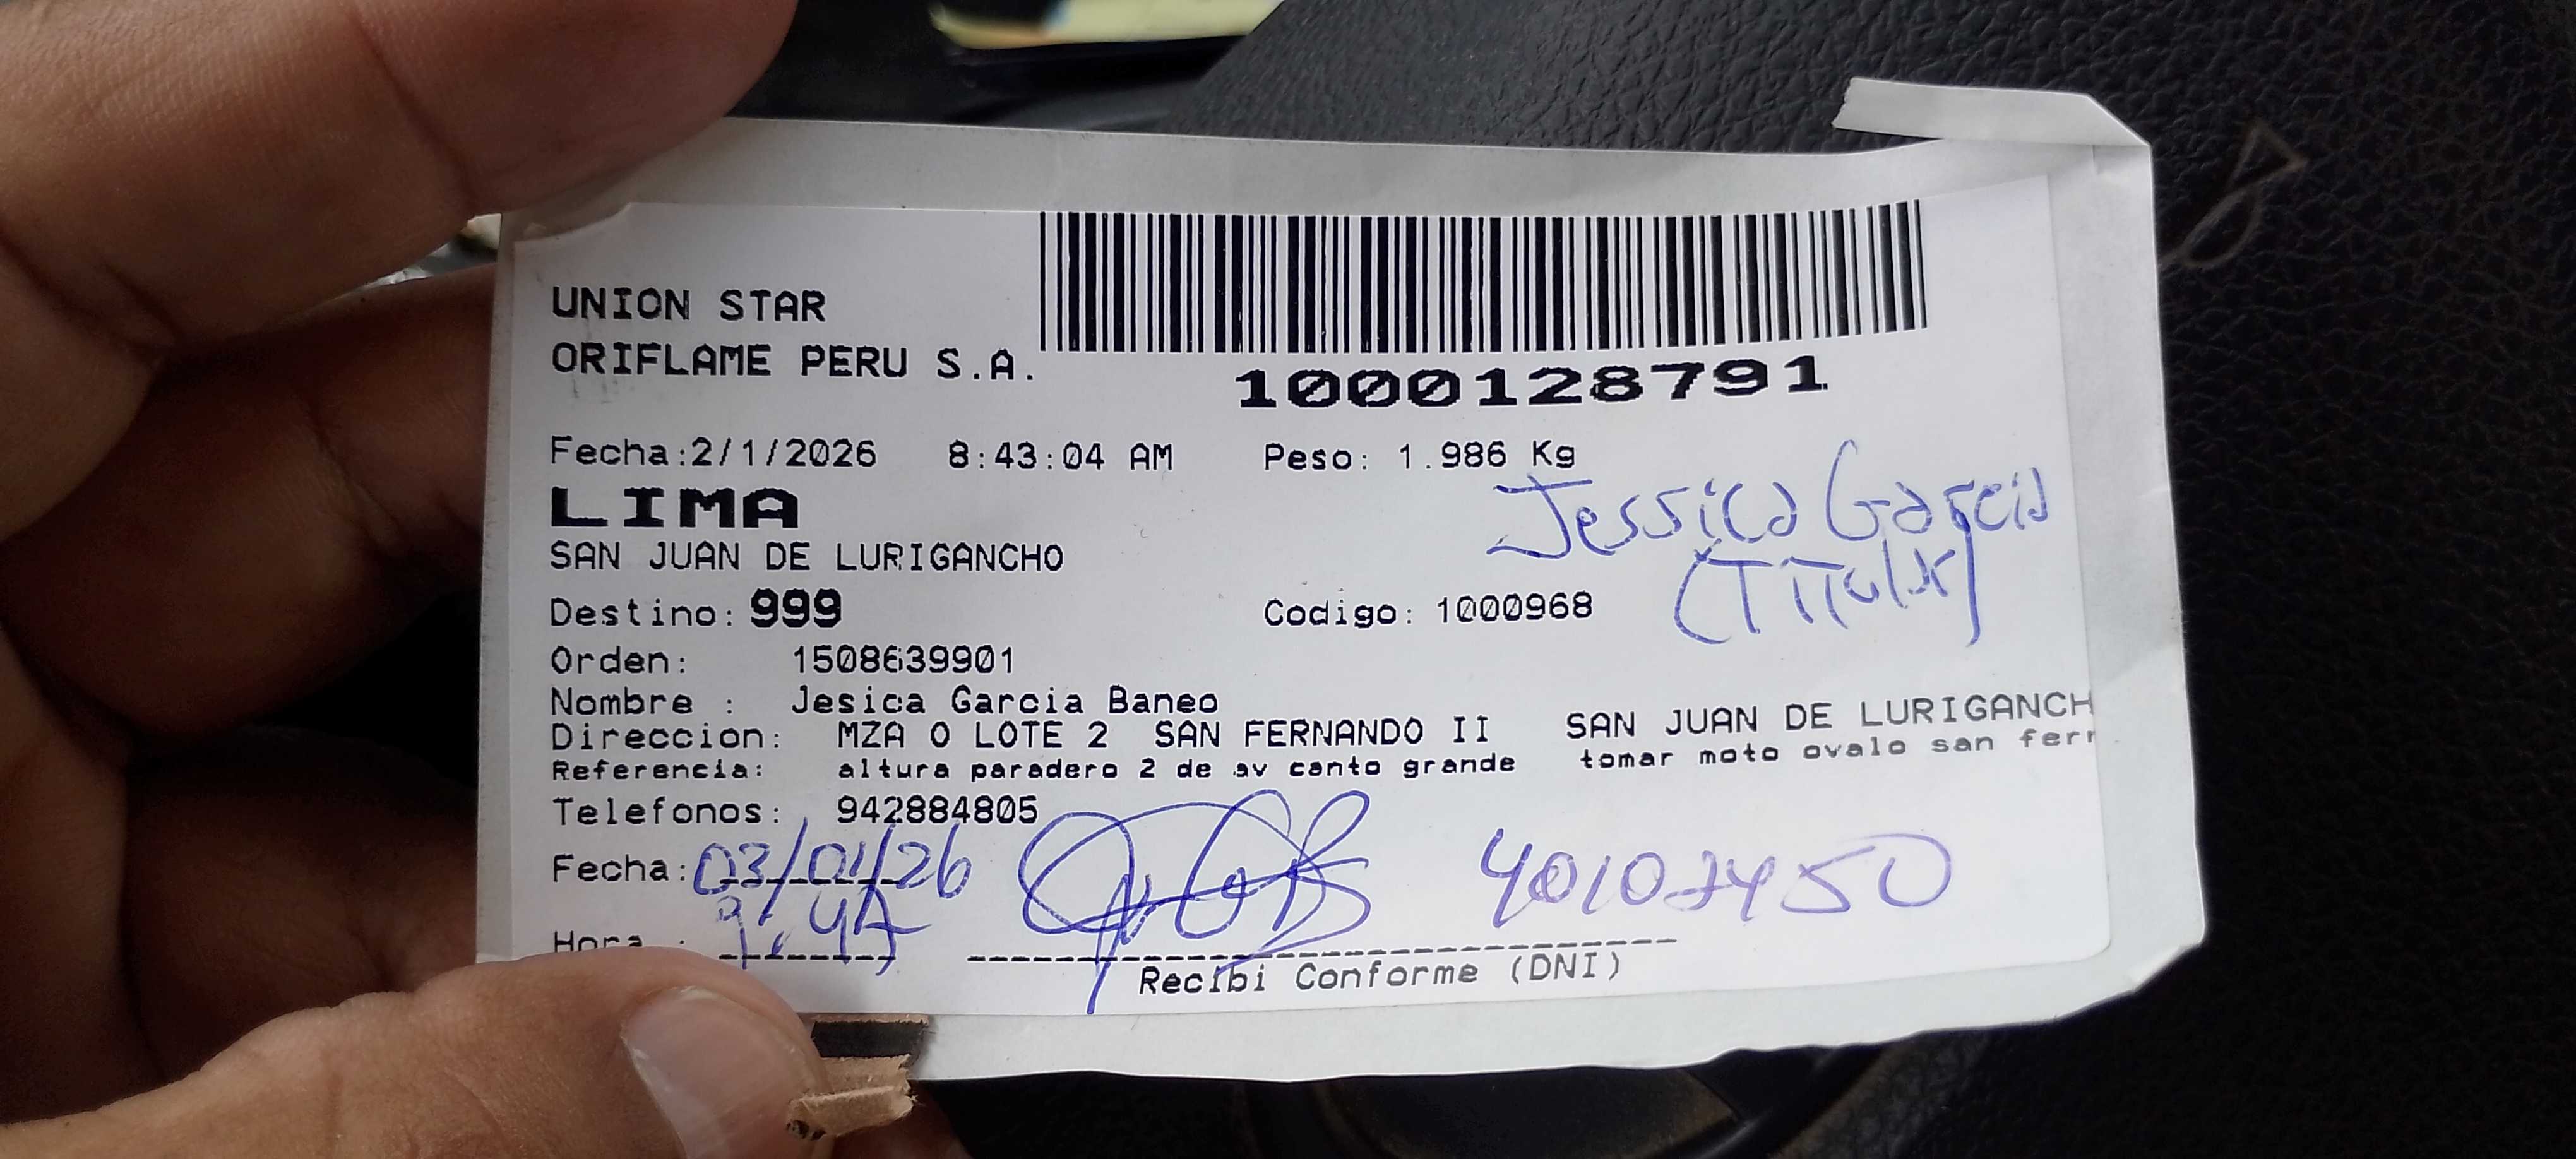 UNION STAR
ORIFLAME PERU S.A.
1000128791
Fecha:2/1/2026 8:43:04 AM Peso: 1.986 Kg
LIMA
SAN JUAN DE LURIGANCHO
Jessica Garcia
(Titular)
Destino: 999 Codigo: 1000968
Orden: 1508639901
Nombre : Jesica Garcia Baneo
Direccion: MZA O LOTE 2 SAN FERNANDO II SAN JUAN DE LURIGANCH
Referencia: altura paradero 2 de av canto grande tomar moto ovalo san ferr
Telefonos: 942884805
Fecha: 03/01/26
Hora :
Recibi Conforme (DNI)